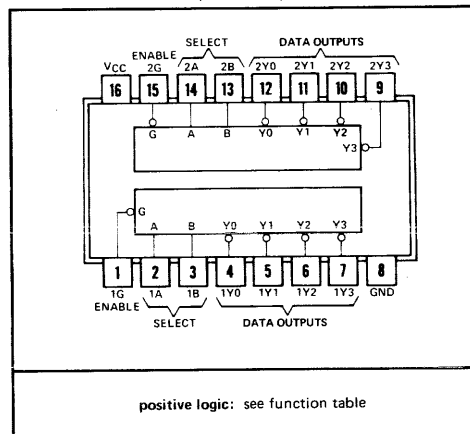 SELECT
DATA OUTPUTS
ENABLE
VCC 2G 2A 2B 2Y0 2Y1 2Y2 2Y3
16 15 14 13 12 11 10 9
G A B Y0 Y1 Y2
Y3
G
A B Y0 Y1 Y2 Y3
1 2 3 4 5 6 7 8
1G 1A 1B 1Y0 1Y1 1Y2 1Y3 GND
ENABLE
SELECT
DATA OUTPUTS
positive logic: see function table